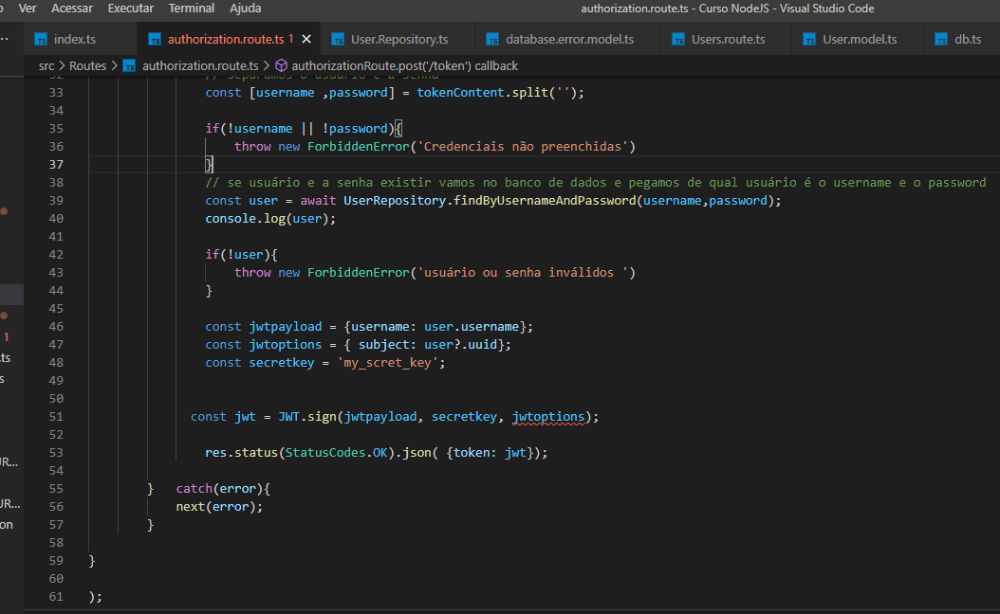 Ver Acessar Executar Terminal Ajuda authorization.route.ts - Curso NodeJS - Visual Studio Code
index.ts authorization.route.ts 1 User.Repository.ts database.error.model.ts Users.route.ts User.model.ts db.ts
src > Routes > authorization.route.ts > authorizationRoute.post('/token') callback
32 // separamos o usuário e a senha
33 const [username ,password] = tokenContent.split('');
34
35 if(!username || !password){
36 throw new ForbiddenError('Credenciais não preenchidas')
37 }
38 // se usuário e a senha existir vamos no banco de dados e pegamos de qual usuário é o username e o password
39 const user = await UserRepository.findByUsernameAndPassword(username,password);
40 console.log(user);
41
42 if(!user){
43 throw new ForbiddenError('usuário ou senha inválidos ')
44 }
45
46 const jwtpayload = {username: user.username};
47 const jwtoptions = { subject: user?.uuid};
48 const secretkey = 'my_scret_key';
49
50
51 const jwt = JWT.sign(jwtpayload, secretkey, jwtoptions);
52
53 res.status(StatusCodes.OK).json( {token: jwt});
54
55 } catch(error){
56 next(error);
57 }
58
59 }
60
61 );
1
.ts
s
JR...
JR...
on